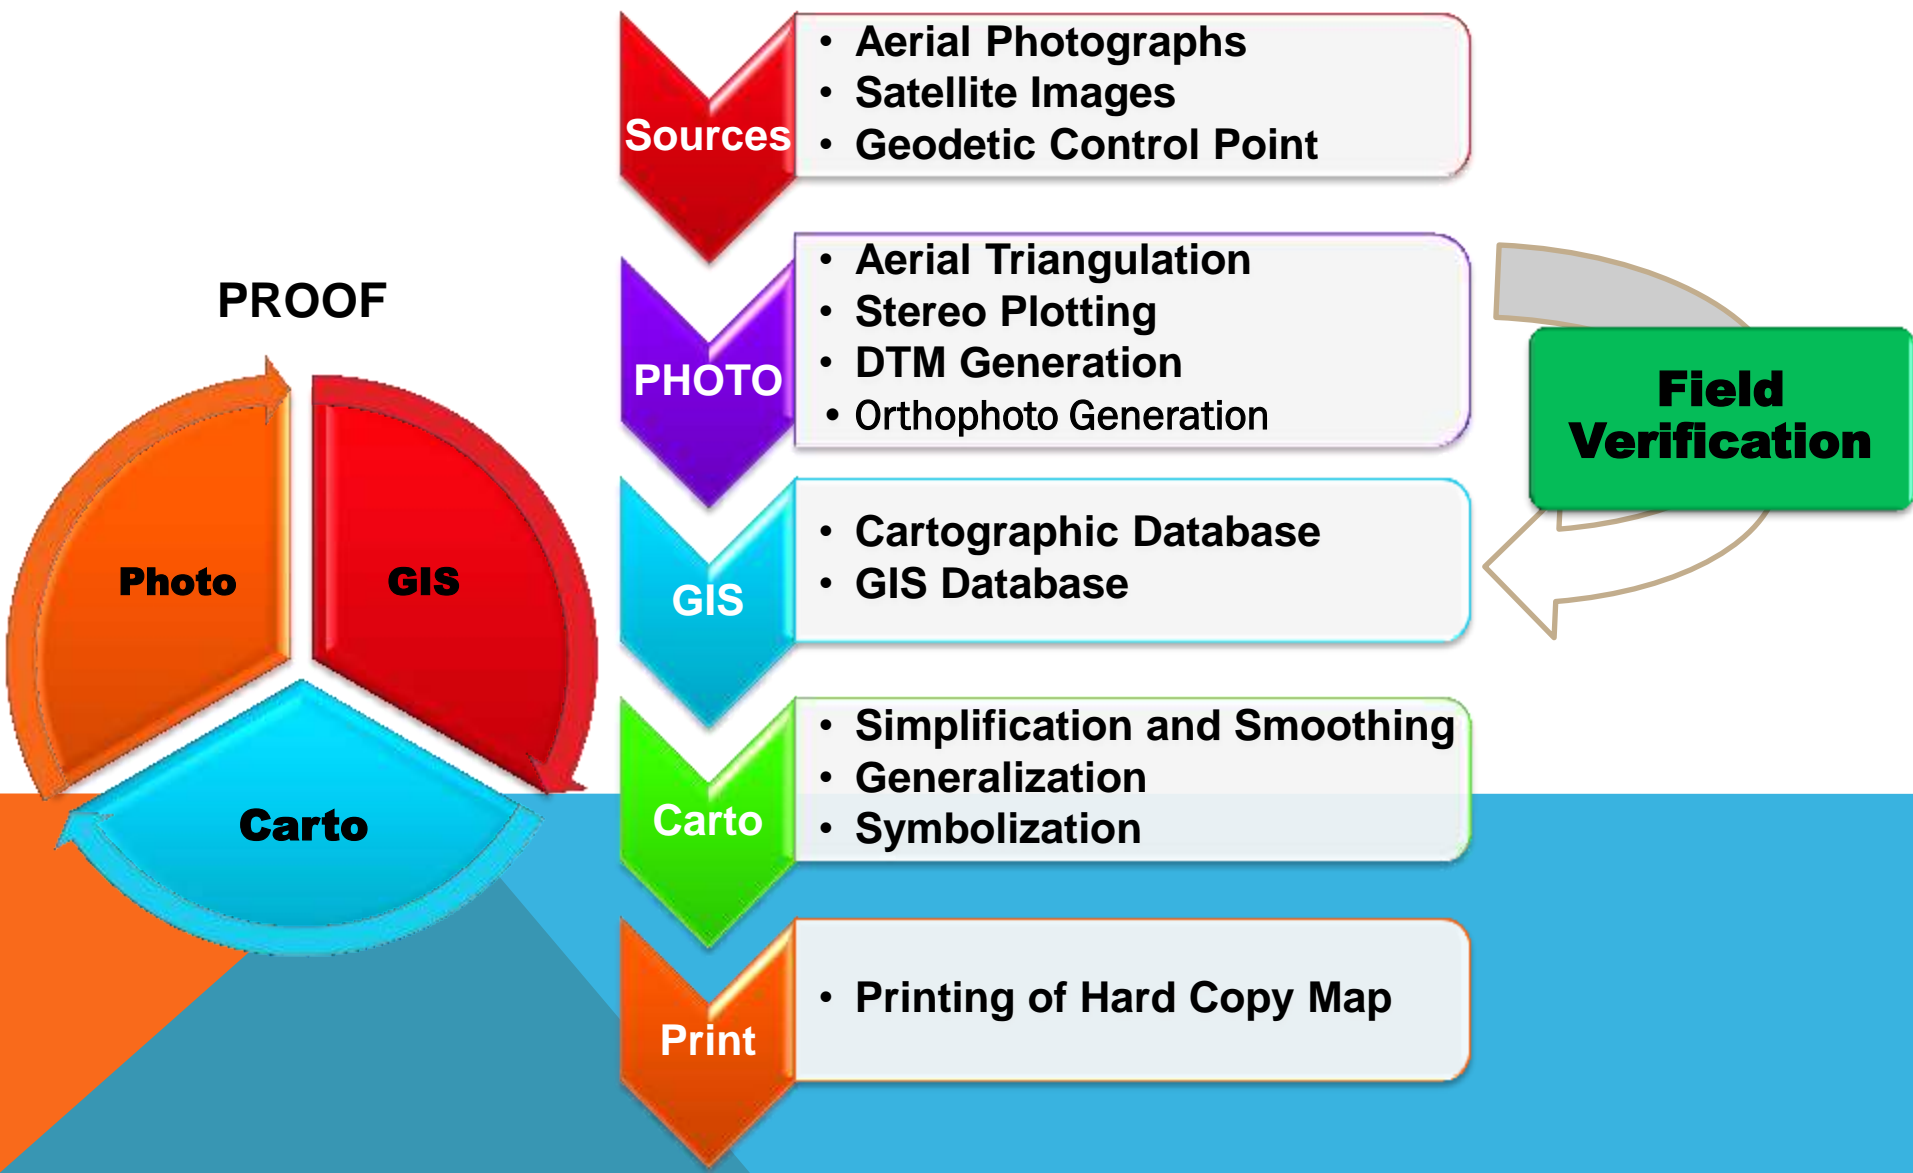 PROOF
Photo
GIS
Carto
Sources
• Aerial Photographs
• Satellite Images
• Geodetic Control Point
PHOTO
• Aerial Triangulation
• Stereo Plotting
• DTM Generation
• Orthophoto Generation
Field
Verification
GIS
• Cartographic Database
• GIS Database
Carto
• Simplification and Smoothing
• Generalization
• Symbolization
Print
• Printing of Hard Copy Map